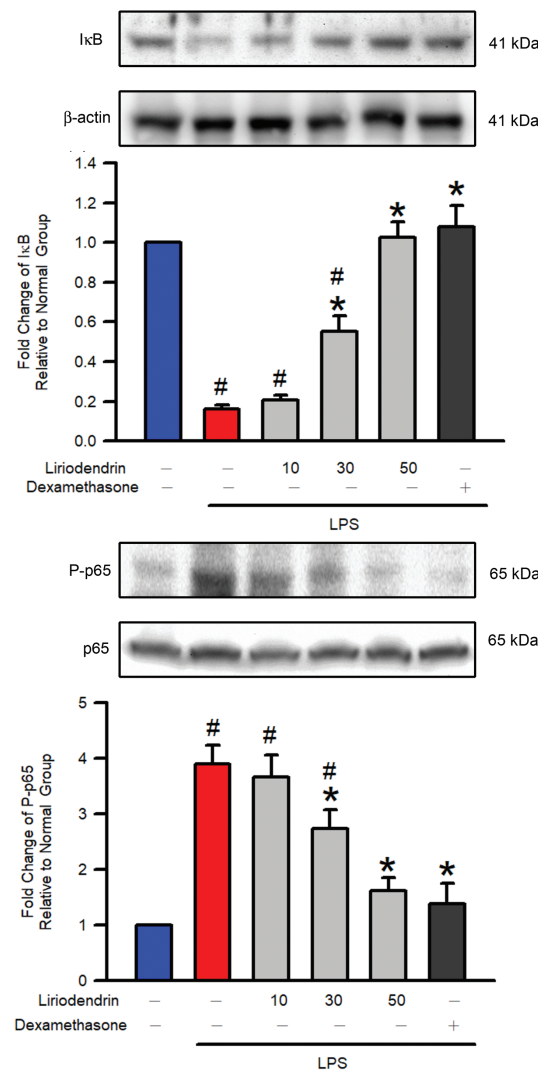 IκB
41 kDa
β-actin
41 kDa
1.4
1.2
1.0
0.8
0.6
0.4
0.2
0.0
Fold Change of IκB
Relative to Normal Group
# # # * * *
Liriodendrin – – 10 30 50 –
Dexamethasone – – – – – +
LPS
P-p65
65 kDa
p65
65 kDa
5
4
3
2
1
0
Fold Change of P-p65
Relative to Normal Group
# # # * * *
Liriodendrin – – 10 30 50 –
Dexamethasone – – – – – +
LPS